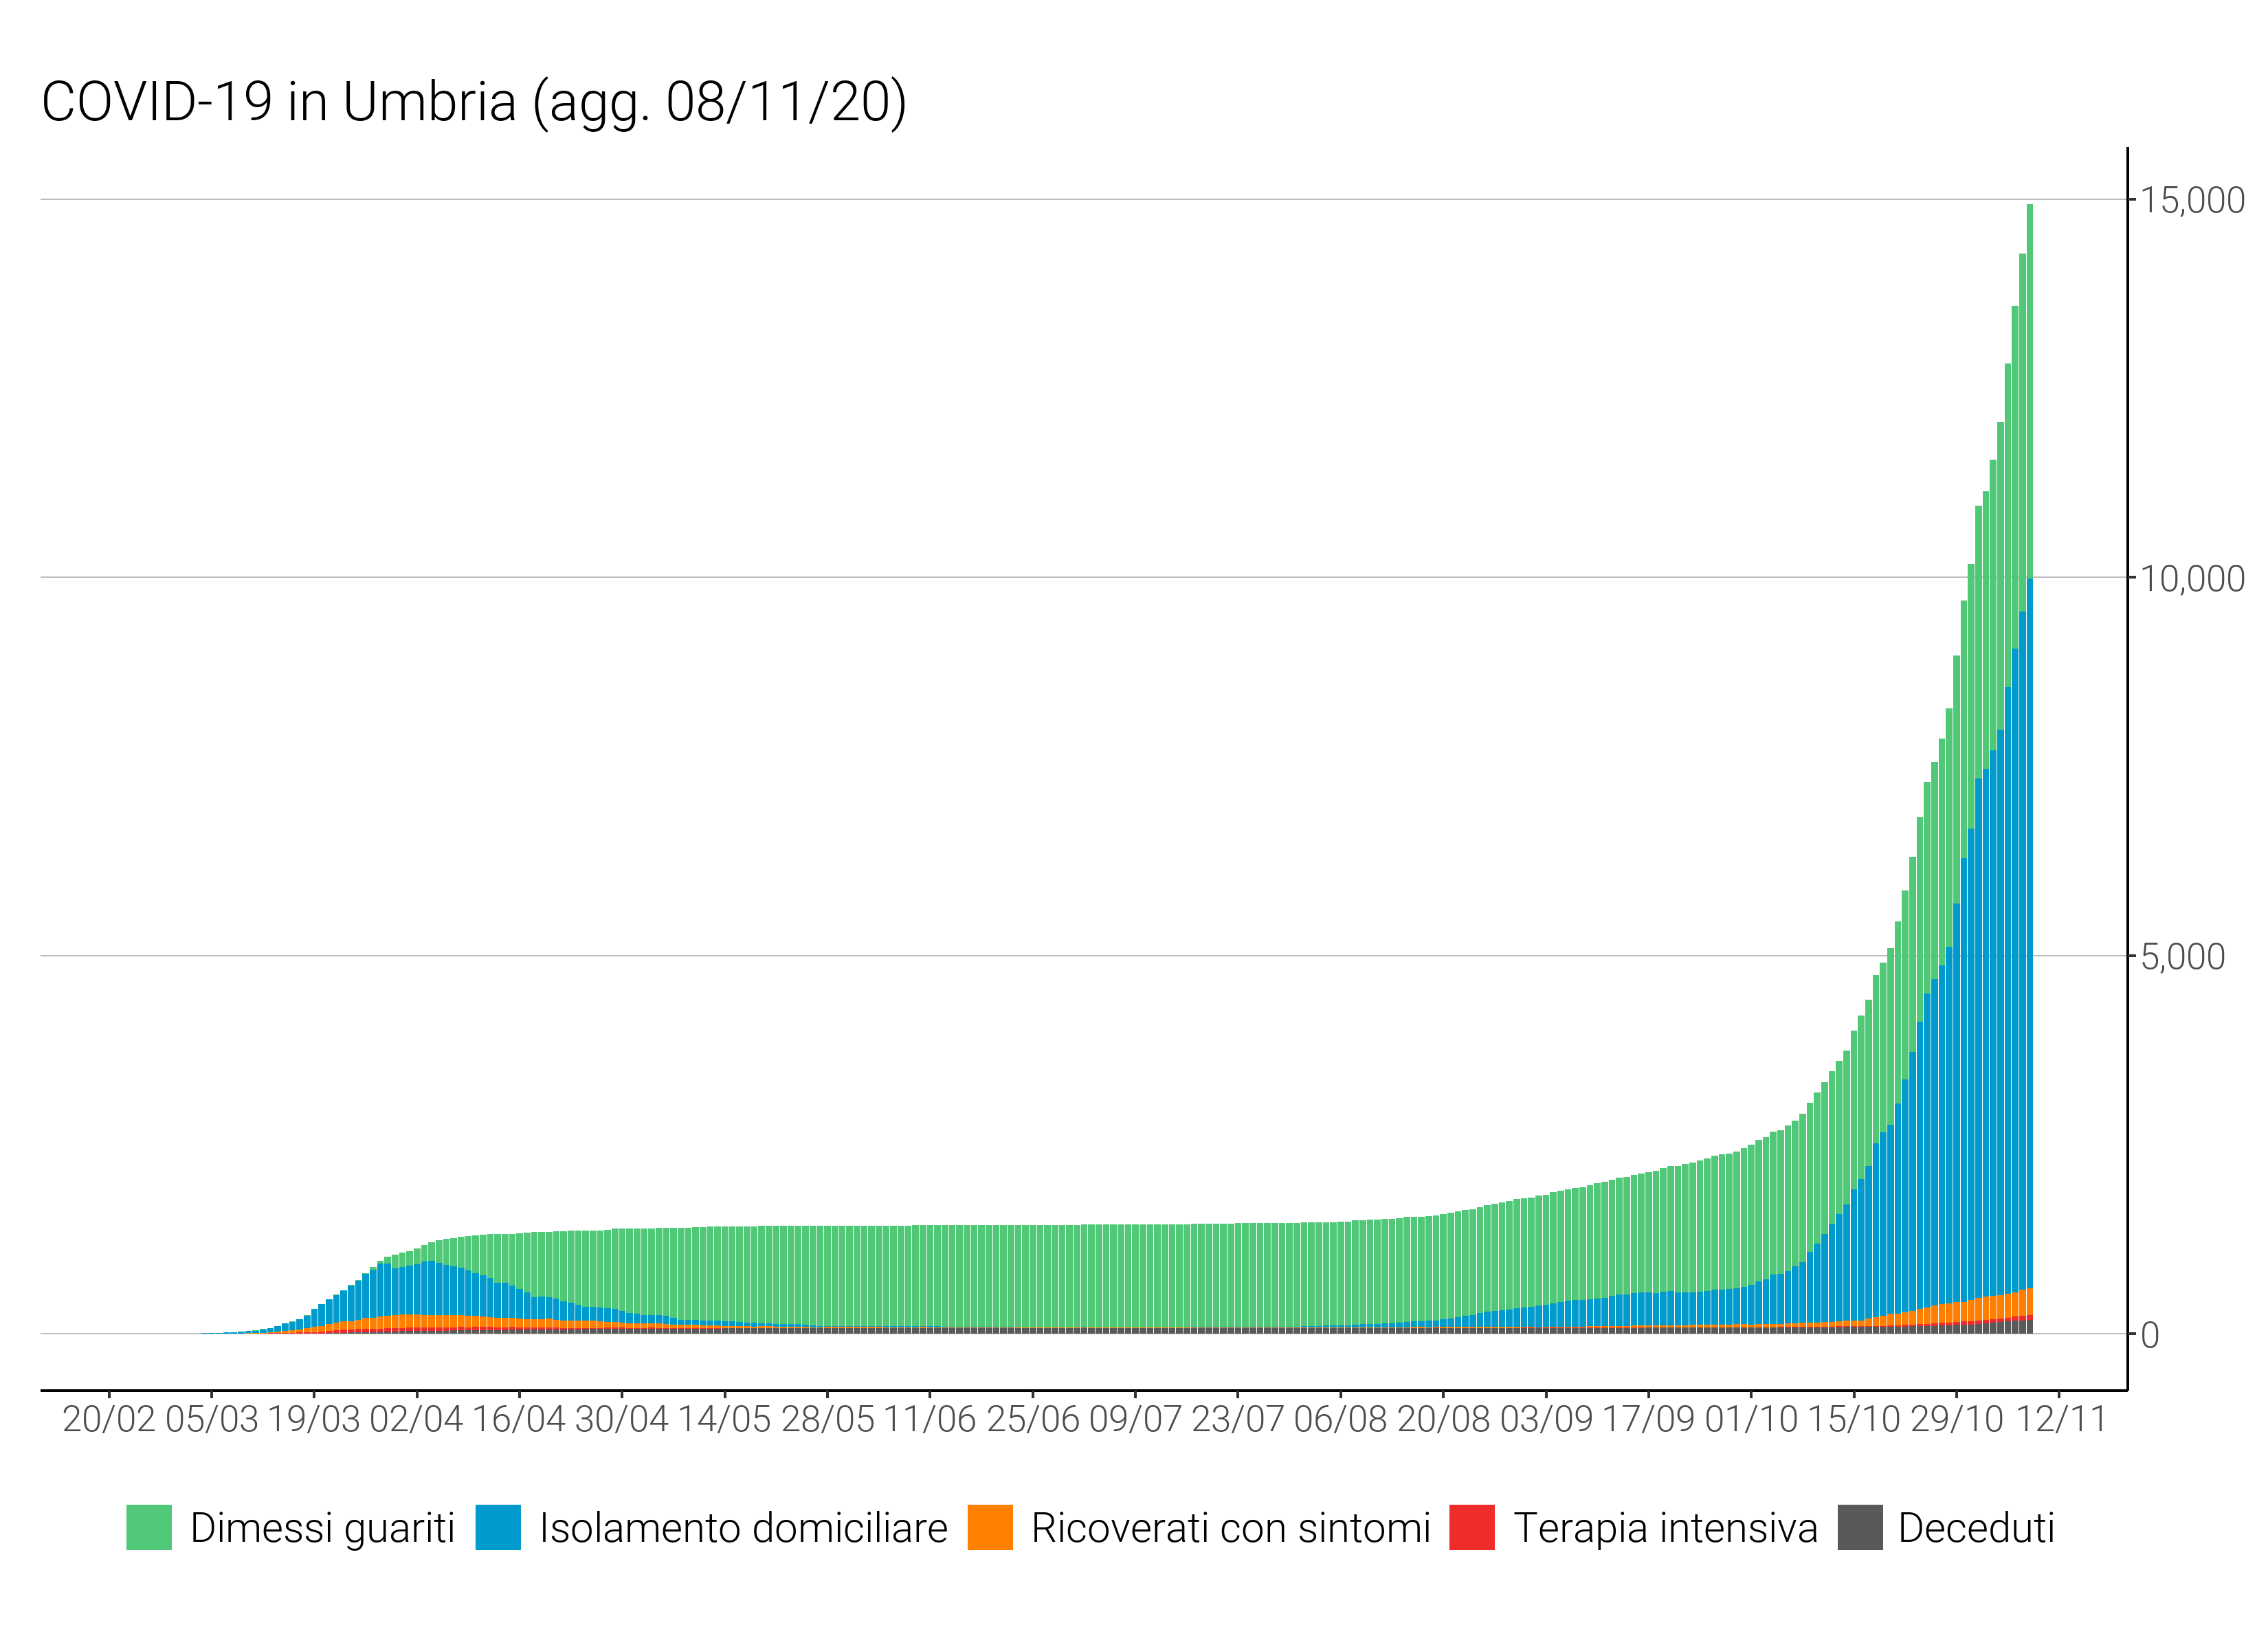 COVID-19 in Umbria (agg. 08/11/20)
15,000
10,000
5,000
0
20/02 05/03 19/03 02/04 16/04 30/04 14/05 28/05 11/06 25/06 09/07 23/07 06/08 20/08 03/09 17/09 01/10 15/10 29/10 12/11
Dimessi guariti Isolamento domiciliare Ricoverati con sintomi Terapia intensiva Deceduti